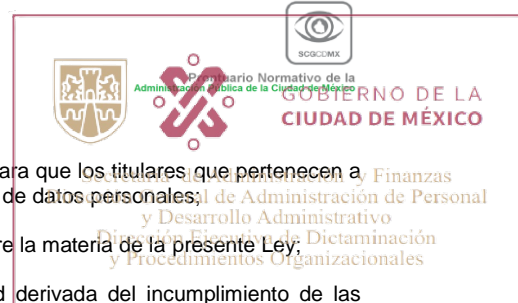 SCGCDMX
Prontuario Normativo de la
Administración Pública de la Ciudad de México
GOBIERNO DE LA
CIUDAD DE MÉXICO
ara que los titulares que pertenecen a
Secretaría de Administración y Finanzas
de datos personales;
Dirección General de Administración de Personal
y Desarrollo Administrativo
re la materia de la presente Ley;
Dirección Ejecutiva de Dictaminación
y Procedimientos Organizacionales
d derivada del incumplimiento de las